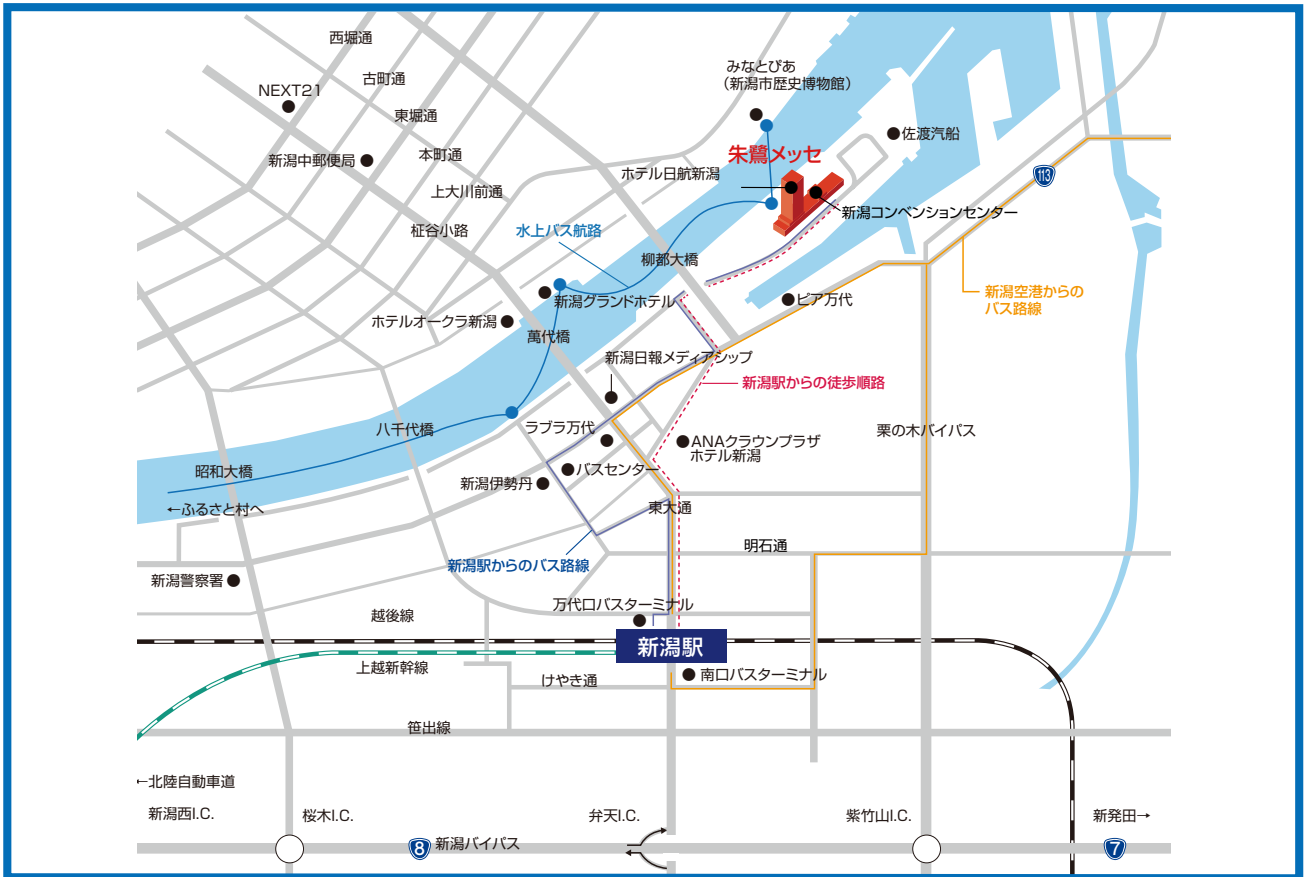 西堀通
みなとぴあ
（新潟市歴史博物館）
古町通
NEXT21
東堀通
佐渡汽船
新潟中郵便局
本町通
朱鷺メッセ
ホテル日航新潟
113
上大川前通
新潟コンベンションセンター
柾谷小路
水上バス航路
柳都大橋
新潟グランドホテル
ピア万代
新潟空港からの
バス路線
ホテルオークラ新潟
萬代橋
新潟日報メディアシップ
新潟駅からの徒歩順路
八千代橋
ラブラ万代
栗の木バイパス
ANAクラウンプラザ
ホテル新潟
昭和大橋
バスセンター
新潟伊勢丹
←ふるさと村へ
東大通
明石通
新潟駅からのバス路線
新潟警察署
万代口バスターミナル
越後線
新潟駅
上越新幹線
南口バスターミナル
けやき通
笹出線
←北陸自動車道
新潟西I.C.
桜木I.C.
弁天I.C.
紫竹山I.C.
新発田→
8
新潟バイパス
7